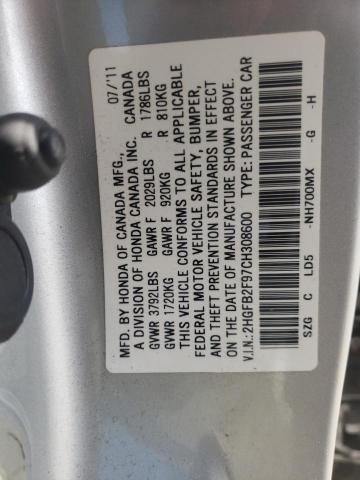 MFD. BY HONDA OF CANADA MFG., 07/'11
A DIVISION OF HONDA CANADA INC. CANADA
GVWR 3792LBS GAWR F 2029LBS R 1786LBS
GVWR 1720KG GAWR F 920KG R 810KG
THIS VEHICLE CONFORMS TO ALL APPLICABLE
FEDERAL MOTOR VEHICLE SAFETY, BUMPER,
AND THEFT PREVENTION STANDARDS IN EFFECT
ON THE DATE OF MANUFACTURE SHOWN ABOVE.
V.I.N.: 2HGFB2F97CH308600 TYPE: PASSENGER CAR
SZG C LD5 -NH700MX -G -H